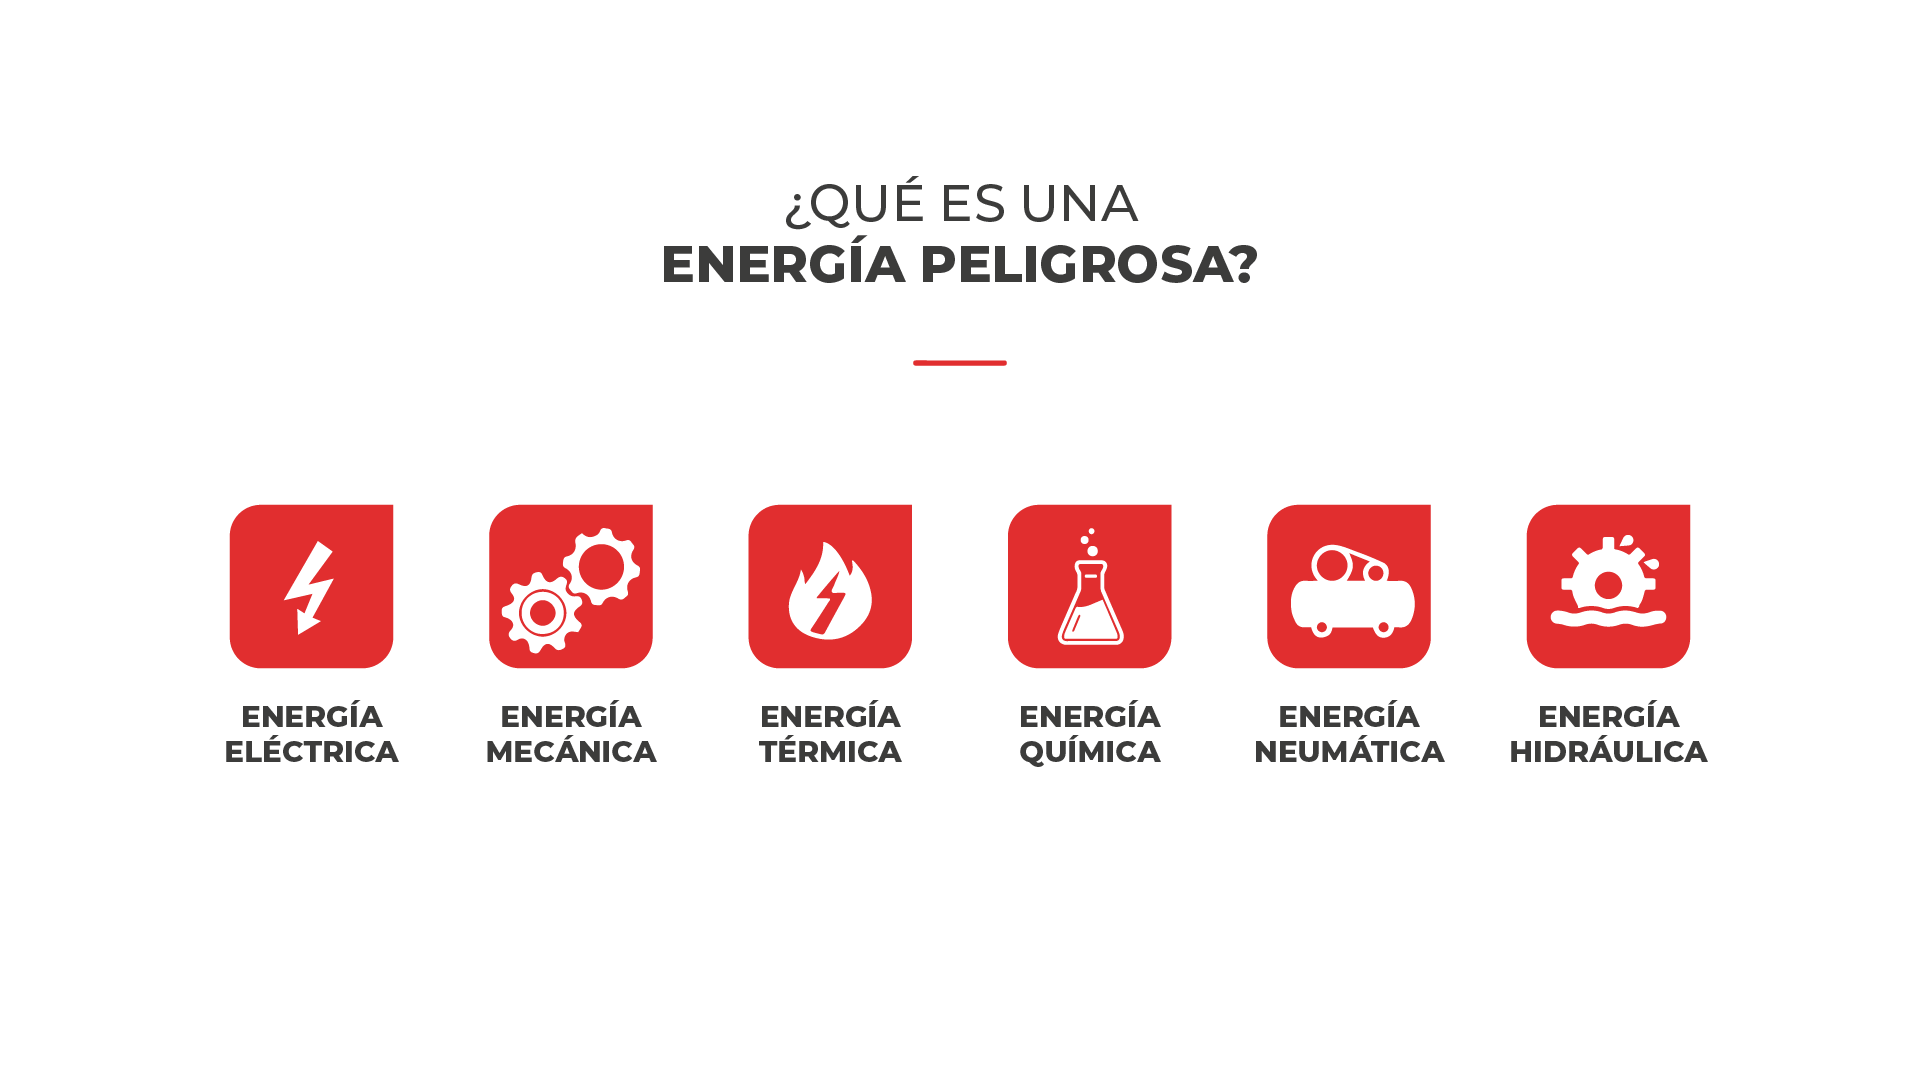 ¿QUÉ ES UNA
ENERGÍA PELIGROSA?
ENERGÍA
ELÉCTRICA
ENERGÍA
MECÁNICA
ENERGÍA
TÉRMICA
ENERGÍA
QUÍMICA
ENERGÍA
NEUMÁTICA
ENERGÍA
HIDRÁULICA